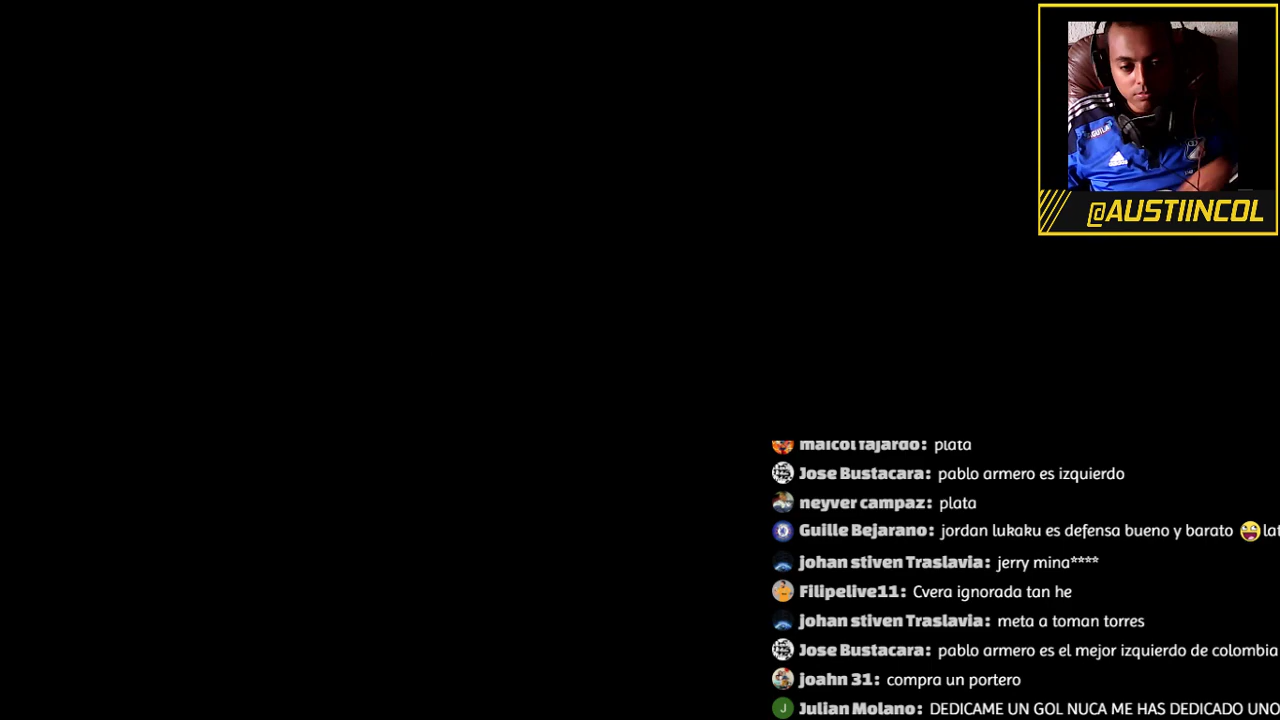 @AUSTIINCOL
maicol fajardo: plata
Jose Bustacara: pablo armero es izquierdo
neyver campaz: plata
Guille Bejarano: jordan lukaku es defensa bueno y barato 😜lat
johan stiven Traslavia: jerry mina****
Filipelive11: Cvera ignorada tan he
johan stiven Traslavia: meta a toman torres
Jose Bustacara: pablo armero es el mejor izquierdo de colombia
joahn 31: compra un portero
J Julian Molano: DEDICAME UN GOL NUCA ME HAS DEDICADO UNO